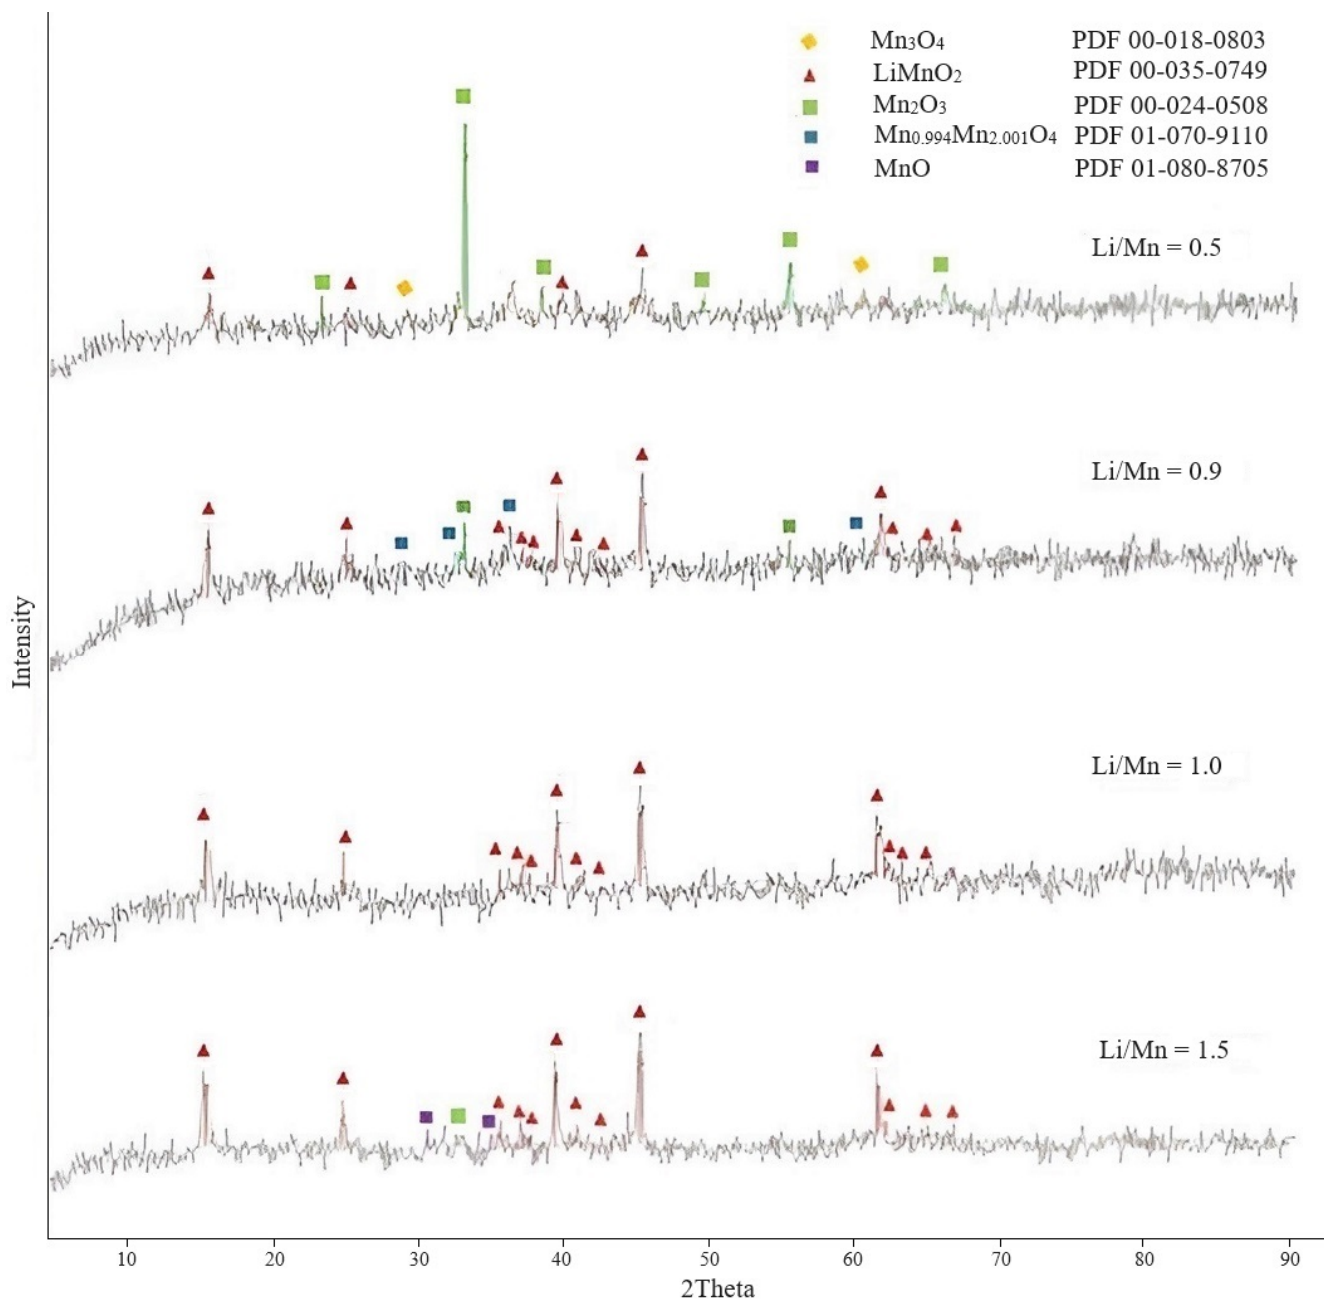 Mn₃O₄ PDF 00-018-0803
LiMnO₂ PDF 00-035-0749
Mn₂O₃ PDF 00-024-0508
Mn₀.₉₉₄Mn₂.₀₀₁O₄ PDF 01-070-9110
MnO PDF 01-080-8705
Li/Mn = 0.5
Li/Mn = 0.9
Intensity
Li/Mn = 1.0
Li/Mn = 1.5
10 20 30 40 50 60 70 80 90
2Theta